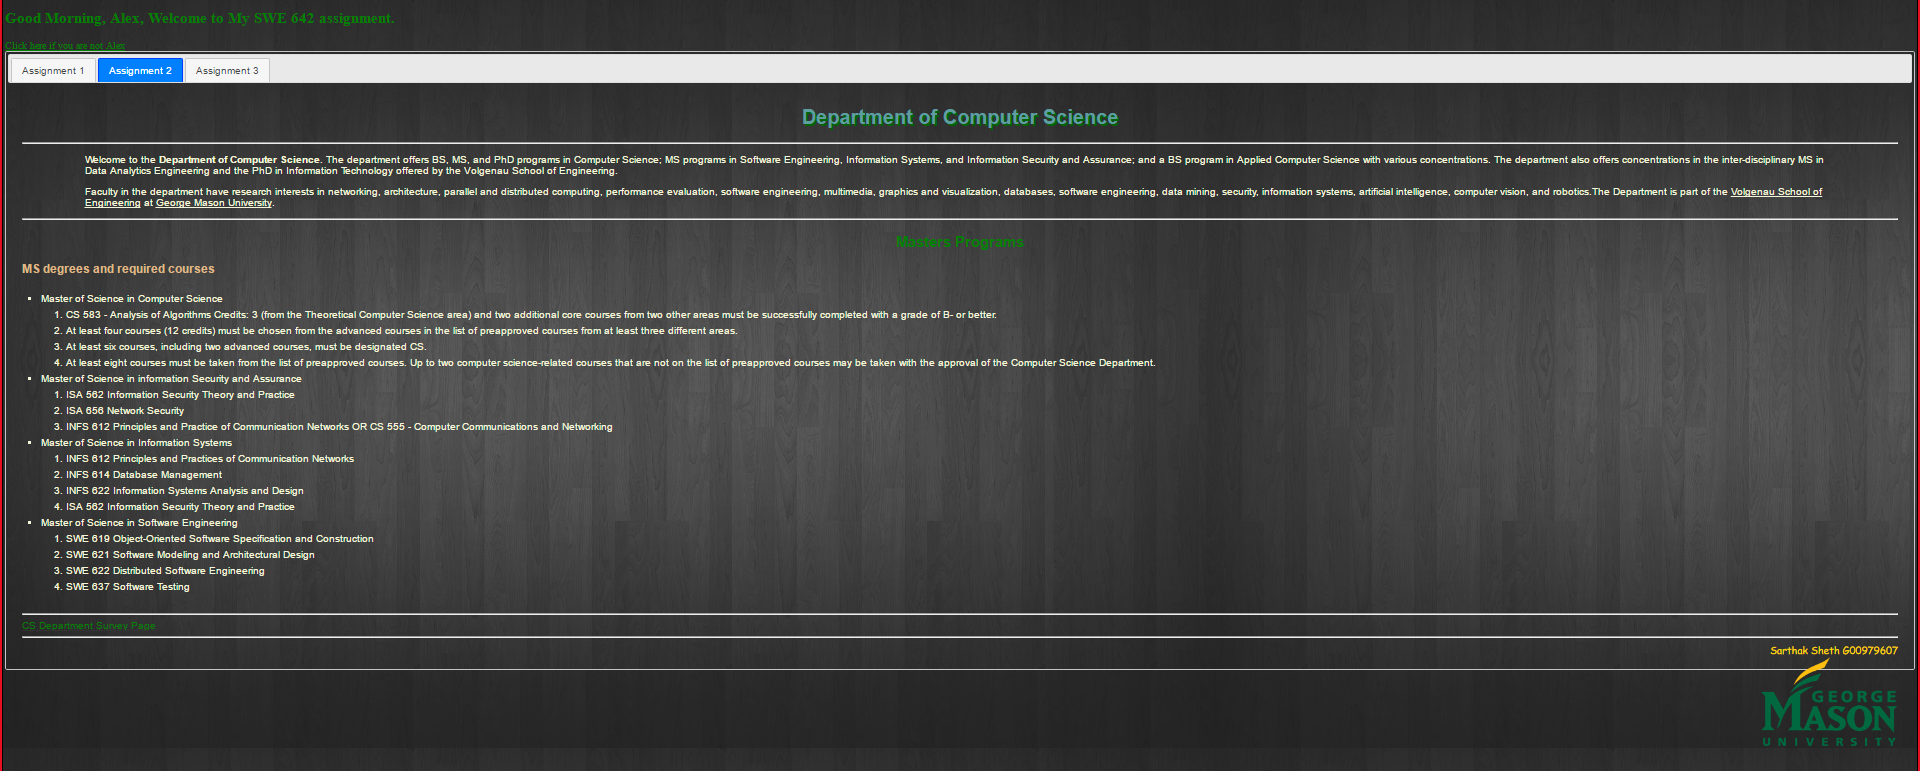 Good Morning, Alex, Welcome to My SWE 642 assignment.
Click here if you are not Alex
Assignment 1 Assignment 2 Assignment 3
Department of Computer Science
Welcome to the Department of Computer Science. The department offers BS, MS, and PhD programs in Computer Science; MS programs in Software Engineering, Information Systems, and Information Security and Assurance; and a BS program in Applied Computer Science with various concentrations. The department also offers concentrations in the inter-disciplinary MS in
Data Analytics Engineering and the PhD in Information Technology offered by the Volgenau School of Engineering.
Faculty in the department have research interests in networking, architecture, parallel and distributed computing, performance evaluation, software engineering, multimedia, graphics and visualization, databases, software engineering, data mining, security, information systems, artificial intelligence, computer vision, and robotics.The Department is part of the Volgenau School of
Engineering at George Mason University.
Masters Programs
MS degrees and required courses
▪ Master of Science in Computer Science
1. CS 583 - Analysis of Algorithms Credits: 3 (from the Theoretical Computer Science area) and two additional core courses from two other areas must be successfully completed with a grade of B- or better.
2. At least four courses (12 credits) must be chosen from the advanced courses in the list of preapproved courses from at least three different areas.
3. At least six courses, including two advanced courses, must be designated CS.
4. At least eight courses must be taken from the list of preapproved courses. Up to two computer science-related courses that are not on the list of preapproved courses may be taken with the approval of the Computer Science Department.
▪ Master of Science in information Security and Assurance
1. ISA 562 Information Security Theory and Practice
2. ISA 656 Network Security
3. INFS 612 Principles and Practice of Communication Networks OR CS 555 - Computer Communications and Networking
▪ Master of Science in Information Systems
1. INFS 612 Principles and Practices of Communication Networks
2. INFS 614 Database Management
3. INFS 622 Information Systems Analysis and Design
4. ISA 562 Information Security Theory and Practice
▪ Master of Science in Software Engineering
1. SWE 619 Object-Oriented Software Specification and Construction
2. SWE 621 Software Modeling and Architectural Design
3. SWE 622 Distributed Software Engineering
4. SWE 637 Software Testing
CS Department Survey Page
Sarthak Sheth G00979607
GEORGE
MASON
UNIVERSITY